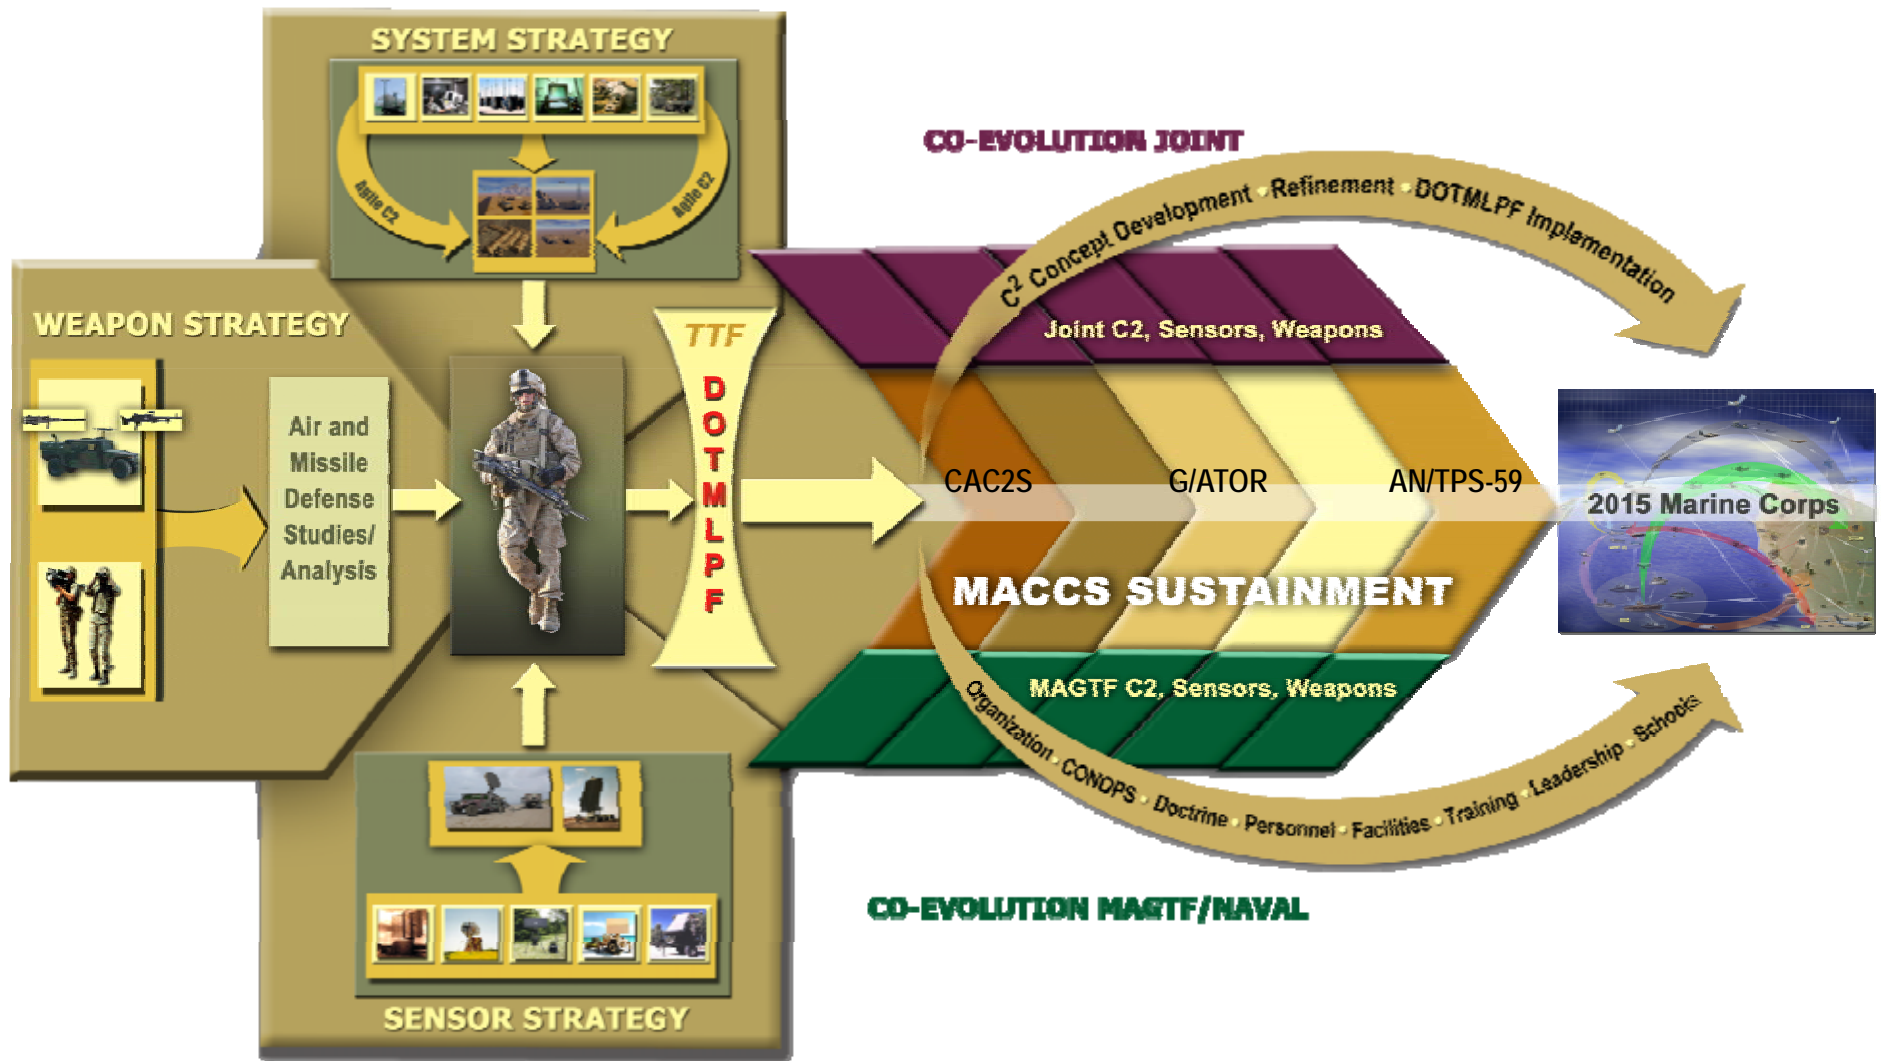 SYSTEM STRATEGY
Agile C2
Agile C2
WEAPON STRATEGY
Air and
Missile
Defense
Studies/
Analysis
TTF
D
O
T
M
L
P
F
CO-EVOLUTION JOINT
C2 Concept Development • Refinement • DOTMLPF Implementation
Joint C2, Sensors, Weapons
CAC2S
G/ATOR
AN/TPS-59
2015 Marine Corps
MACCS SUSTAINMENT
MAGTF C2, Sensors, Weapons
Organization • CONOPS • Doctrine • Personnel • Facilities • Training • Leadership • Schools
CO-EVOLUTION MAGTF/NAVAL
SENSOR STRATEGY